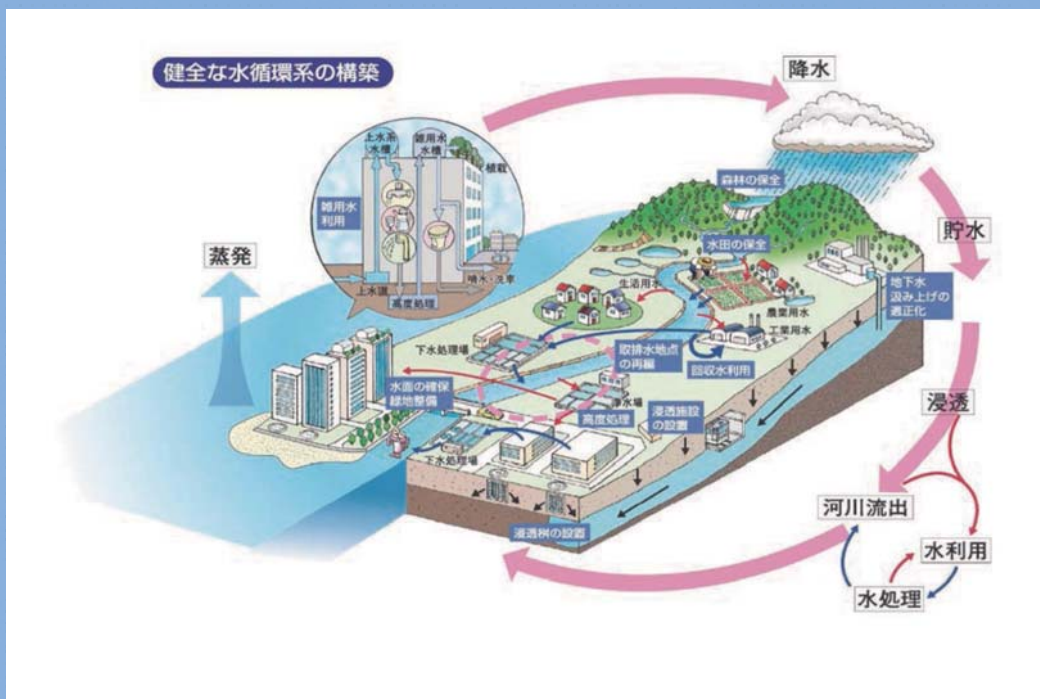 健全な水循環系の構築
降水
上水系
水槽
雑用水
水槽
植栽
雑用水
利用
森林の保全
貯水
蒸発
水田の保全
上水道
高度処理
噴水・洗車
生活用水
地下水
汲み上げの
適正化
農業用水
工業用水
下水処理場
取排水地点
の再編
回収水利用
水面の確保
緑地整備
浄水場
高度処理
浸透施設
の設置
浸透
下水処理場
河川流出
浸透桝の設置
水利用
水処理